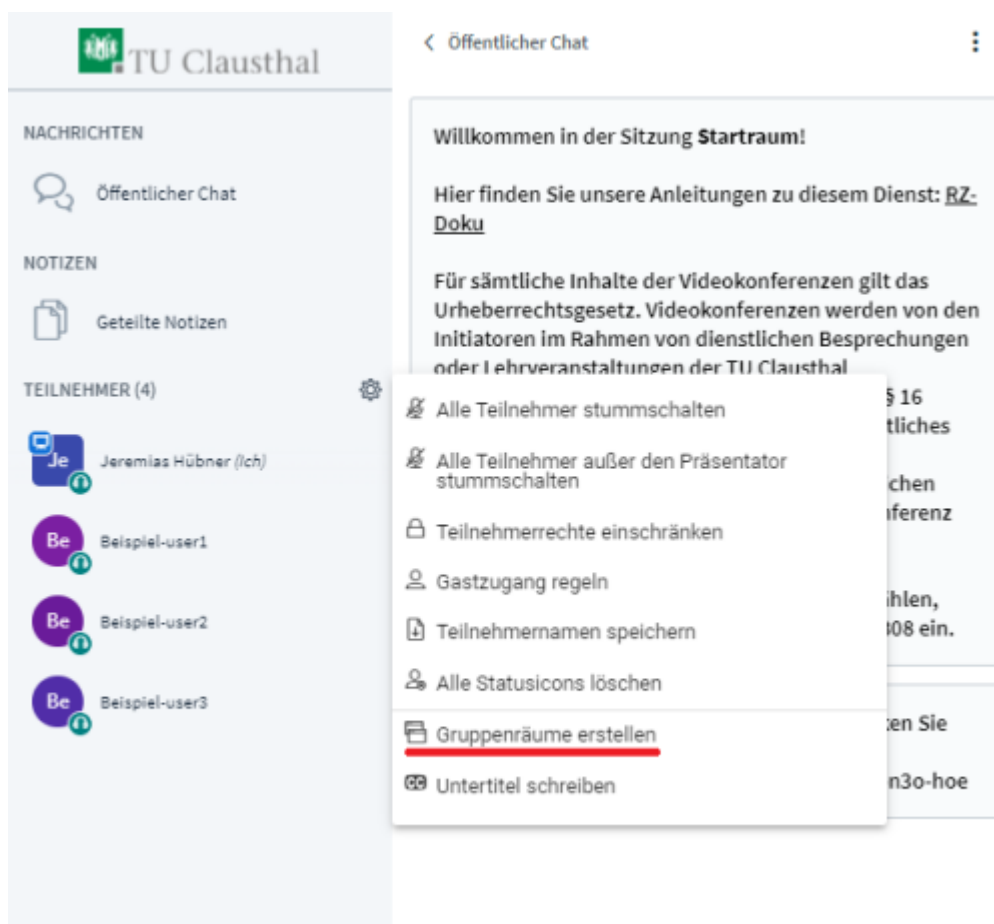 TU Clausthal
NACHRICHTEN
Öffentlicher Chat
NOTIZEN
Geteilte Notizen
TEILNEHMER (4)
Je
Jeremias Hübner (Ich)
Be
Beispiel-user1
Be
Beispiel-user2
Be
Beispiel-user3
Öffentlicher Chat
Willkommen in der Sitzung Startraum!
Hier finden Sie unsere Anleitungen zu diesem Dienst: RZ-
Doku
Für sämtliche Inhalte der Videokonferenzen gilt das
Urheberrechtsgesetz. Videokonferenzen werden von den
Initiatoren im Rahmen von dienstlichen Besprechungen
oder Lehrveranstaltungen der TU Clausthal
§ 16
tliches
chen
ferenz
hlen,
808 ein.
en Sie
n3o-hoe
Alle Teilnehmer stummschalten
Alle Teilnehmer außer den Präsentator
stummschalten
Teilnehmerrechte einschränken
Gastzugang regeln
Teilnehmernamen speichern
Alle Statusicons löschen
Gruppenräume erstellen
CC Untertitel schreiben